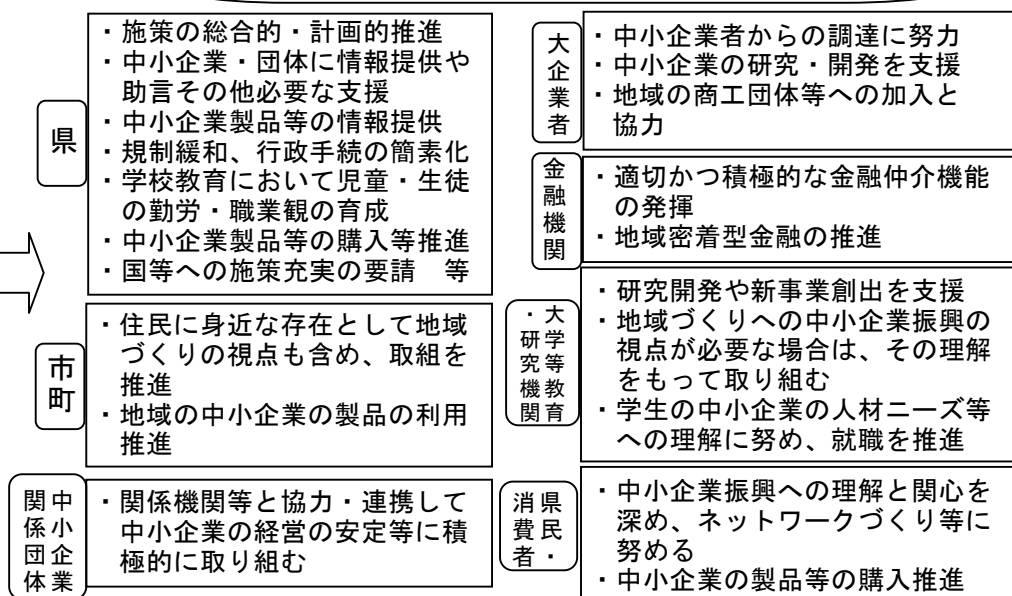 県
・施策の総合的・計画的推進
・中小企業・団体に情報提供や
助言その他必要な支援
・中小企業製品等の情報提供
・規制緩和、行政手続の簡素化
・学校教育において児童・生徒
の勤労・職業観の育成
・中小企業製品等の購入等推進
・国等への施策充実の要請　等
市町
・住民に身近な存在として地域
づくりの視点も含め、取組を
推進
・地域の中小企業の製品の利用
推進
中小企業
関係団体
・関係機関等と協力・連携して
中小企業の経営の安定等に積
極的に取り組む
大企業者
・中小企業者からの調達に努力
・中小企業の研究・開発を支援
・地域の商工団体等への加入と
協力
金融機関
・適切かつ積極的な金融仲介機能
の発揮
・地域密着型金融の推進
大学等教育
・研究機関
・研究開発や新事業創出を支援
・地域づくりへの中小企業振興の
視点が必要な場合は、その理解
をもって取り組む
・学生の中小企業の人材ニーズ等
への理解に努め、就職を推進
県民・
消費者
・中小企業振興への理解と関心を
深め、ネットワークづくり等に
努める
・中小企業の製品等の購入推進